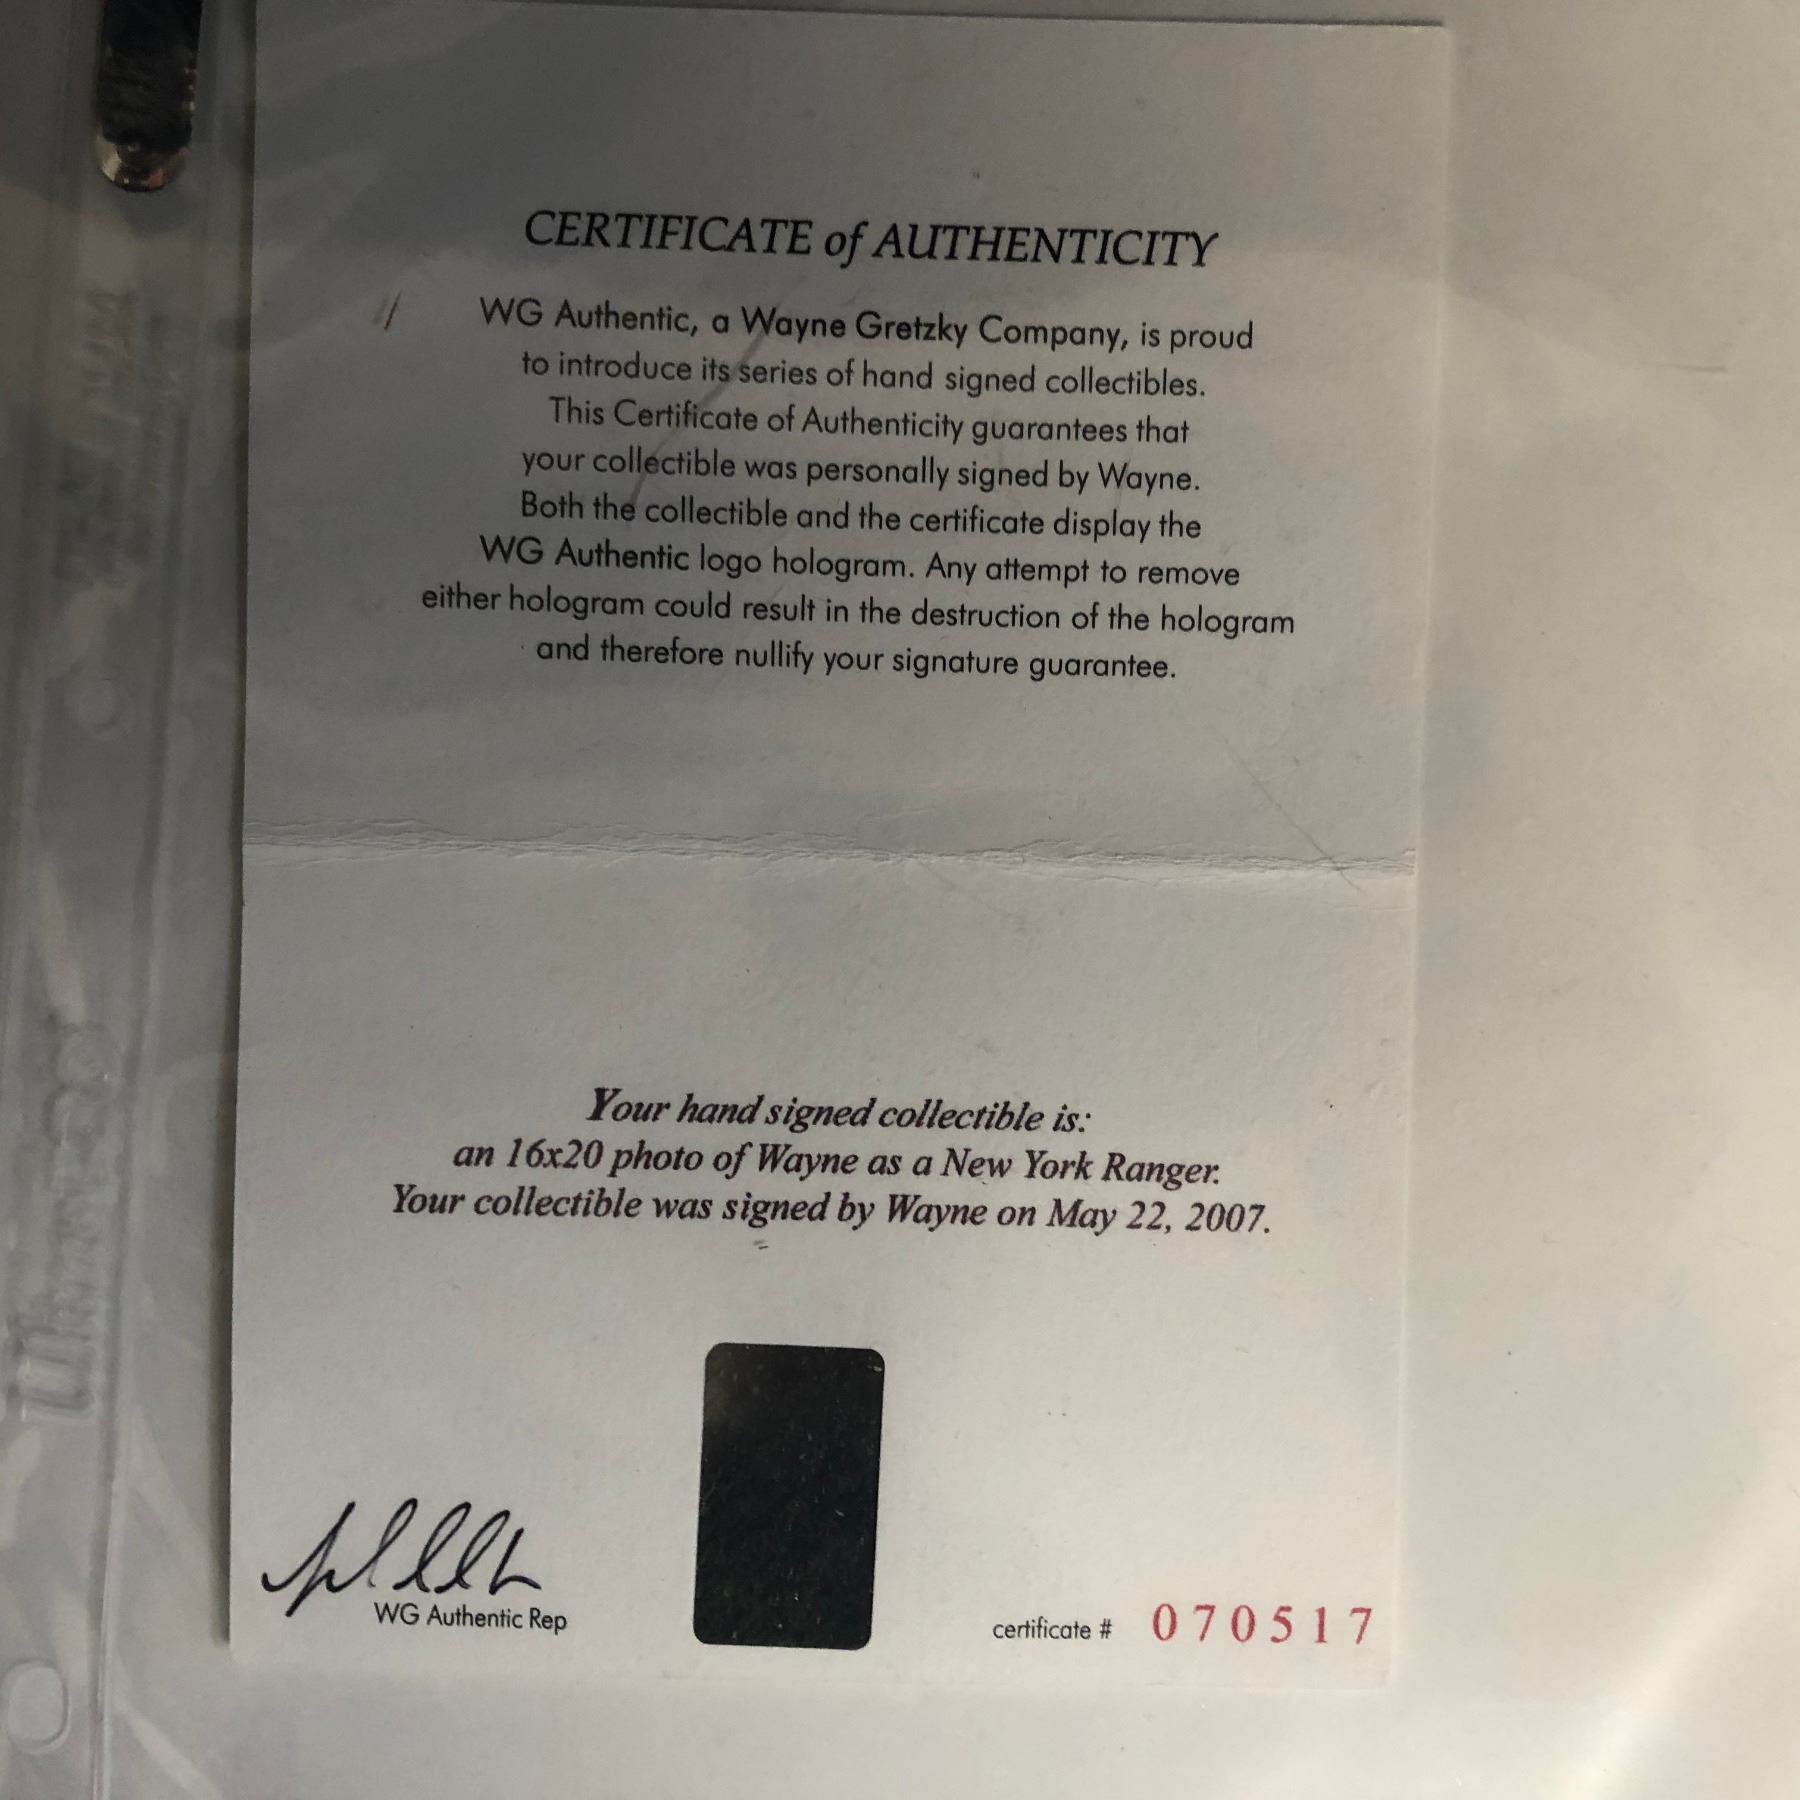 CERTIFICATE of AUTHENTICITY
WG Authentic, a Wayne Gretzky Company, is proud
to introduce its series of hand signed collectibles.
This Certificate of Authenticity guarantees that
your collectible was personally signed by Wayne.
Both the collectible and the certificate display the
WG Authentic logo hologram. Any attempt to remove
either hologram could result in the destruction of the hologram
and therefore nullify your signature guarantee.
Your hand signed collectible is:
an 16x20 photo of Wayne as a New York Ranger.
Your collectible was signed by Wayne on May 22, 2007.
WG Authentic Rep
certificate # 070517